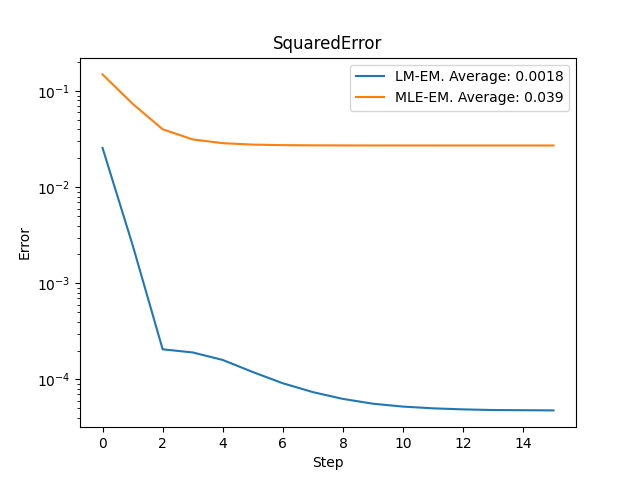 SquaredError
LM-EM. Average: 0.0018
MLE-EM. Average: 0.039
Error
10⁻¹
10⁻²
10⁻³
10⁻⁴
0 2 4 6 8 10 12 14
Step